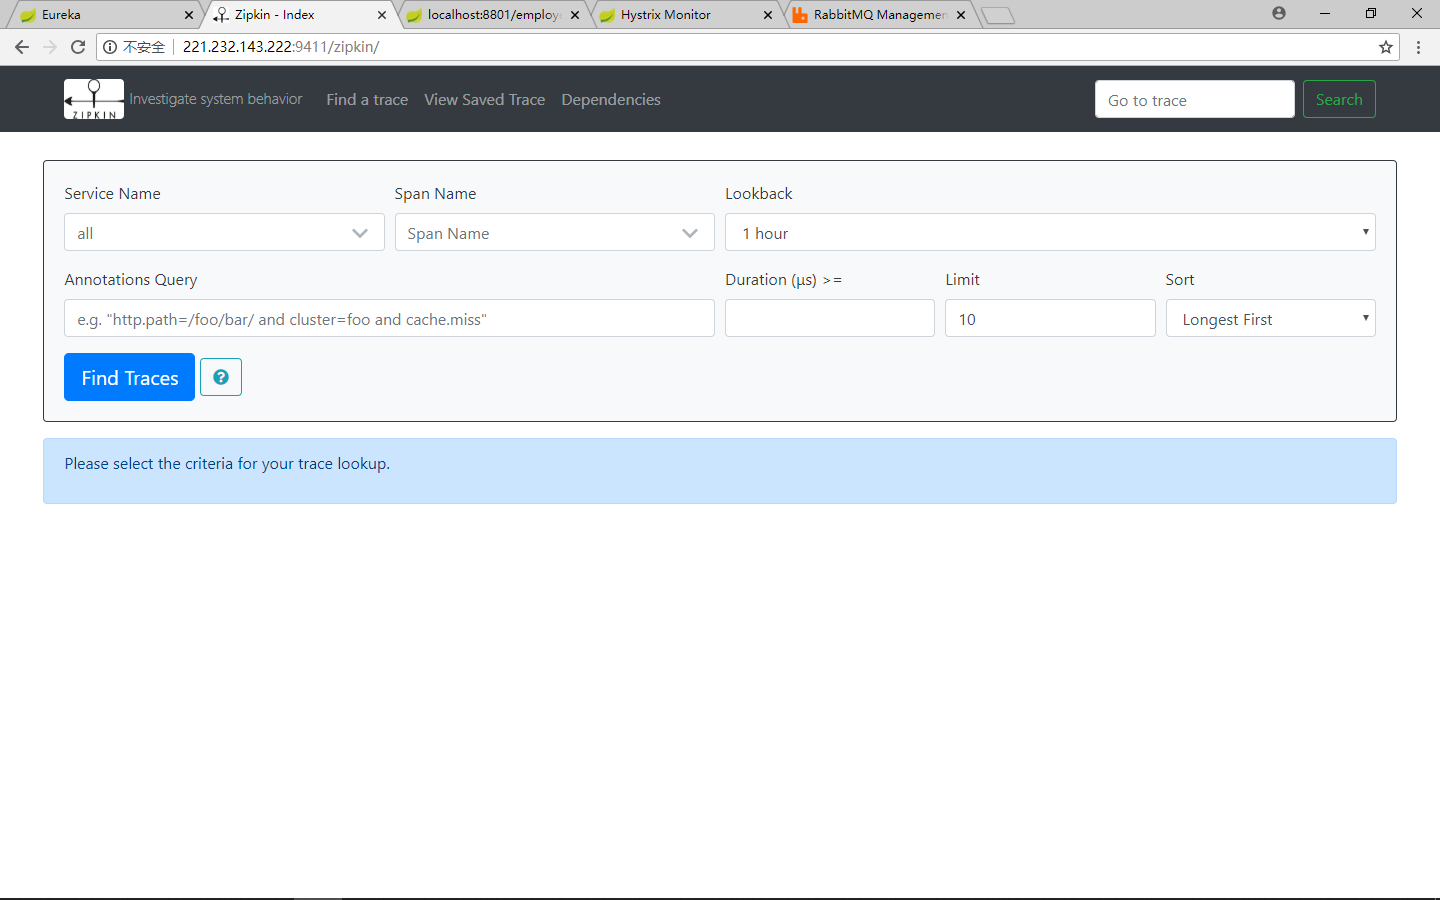 Eureka
Zipkin - Index
localhost:8801/employe
Hystrix Monitor
RabbitMQ Managemen
不安全 221.232.143.222:9411/zipkin/
ZIPKIN Investigate system behavior Find a trace View Saved Trace Dependencies Go to trace Search
Service Name Span Name Lookback
all Span Name 1 hour
Annotations Query Duration (μs) >= Limit Sort
e.g. "http.path=/foo/bar/ and cluster=foo and cache.miss" 10 Longest First
Find Traces
Please select the criteria for your trace lookup.